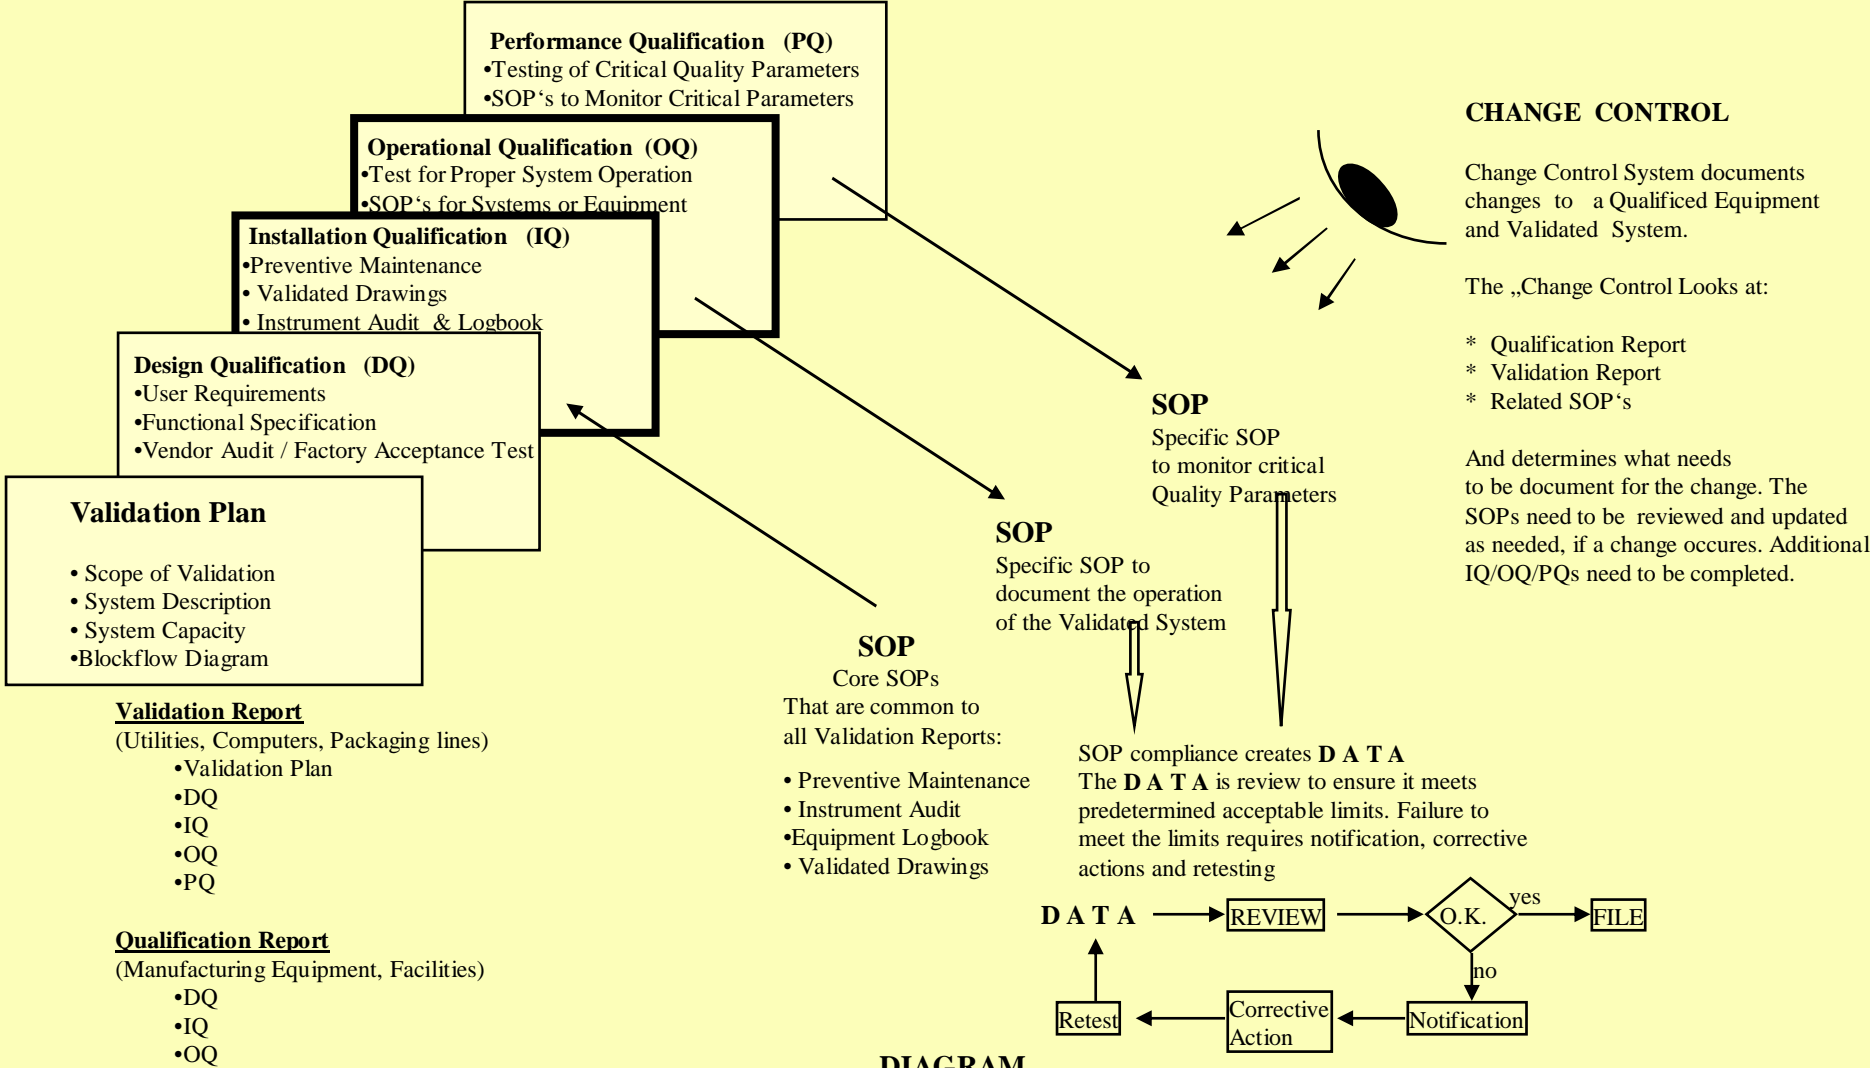 Performance Qualification (PQ)
•Testing of Critical Quality Parameters
•SOP‘s to Monitor Critical Parameters
Operational Qualification (OQ)
•Test for Proper System Operation
•SOP‘s for Systems or Equipment
Installation Qualification (IQ)
•Preventive Maintenance
• Validated Drawings
• Instrument Audit & Logbook
Design Qualification (DQ)
•User Requirements
•Functional Specification
•Vendor Audit / Factory Acceptance Test
Validation Plan
• Scope of Validation
• System Description
• System Capacity
•Blockflow Diagram
Validation Report
(Utilities, Computers, Packaging lines)
•Validation Plan
•DQ
•IQ
•OQ
•PQ
Qualification Report
(Manufacturing Equipment, Facilities)
•DQ
•IQ
•OQ
SOP
Core SOPs
That are common to
all Validation Reports:
• Preventive Maintenance
• Instrument Audit
•Equipment Logbook
• Validated Drawings
SOP
Specific SOP to
document the operation
of the Validated System
SOP
Specific SOP
to monitor critical
Quality Parameters
SOP compliance creates D A T A
The D A T A is review to ensure it meets
predetermined acceptable limits. Failure to
meet the limits requires notification, corrective
actions and retesting
D A T A
REVIEW
O.K.
yes
FILE
no
Notification
Corrective
Action
Retest
CHANGE CONTROL
Change Control System documents
changes to a Qualificed Equipment
and Validated System.
The „Change Control Looks at:
* Qualification Report
* Validation Report
* Related SOP‘s
And determines what needs
to be document for the change. The
SOPs need to be reviewed and updated
as needed, if a change occures. Additional
IQ/OQ/PQs need to be completed.
DIAGRAM